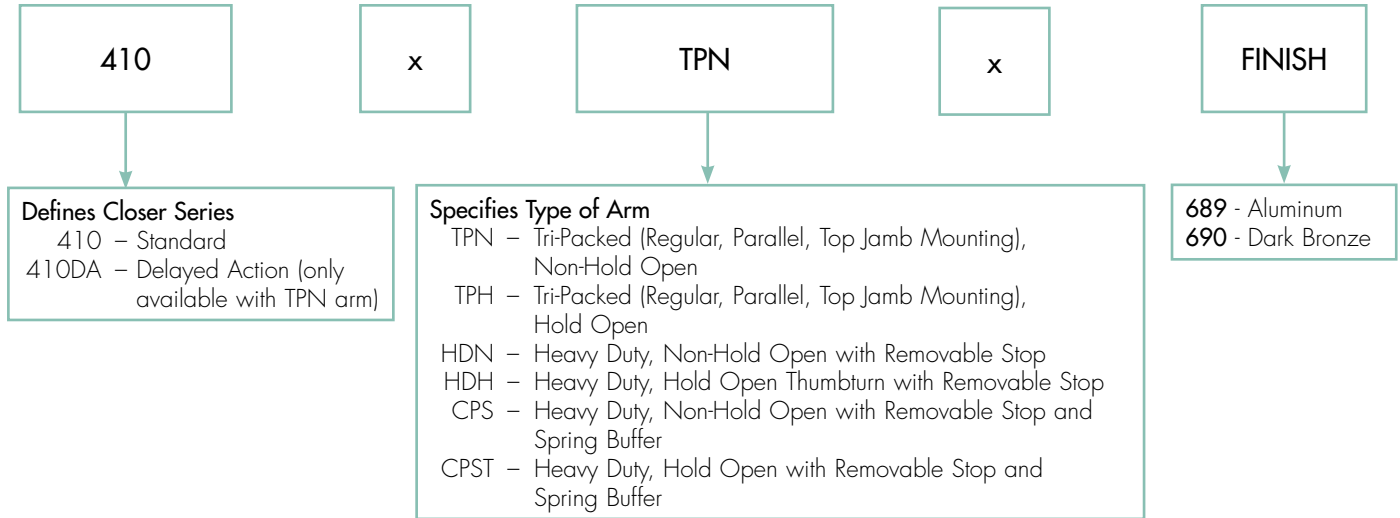 410 x TPN x FINISH
Defines Closer Series
410 – Standard
410DA – Delayed Action (only
available with TPN arm)
Specifies Type of Arm
TPN – Tri-Packed (Regular, Parallel, Top Jamb Mounting),
Non-Hold Open
TPH – Tri-Packed (Regular, Parallel, Top Jamb Mounting),
Hold Open
HDN – Heavy Duty, Non-Hold Open with Removable Stop
HDH – Heavy Duty, Hold Open Thumbturn with Removable Stop
CPS – Heavy Duty, Non-Hold Open with Removable Stop and
Spring Buffer
CPST – Heavy Duty, Hold Open with Removable Stop and
Spring Buffer
689 - Aluminum
690 - Dark Bronze